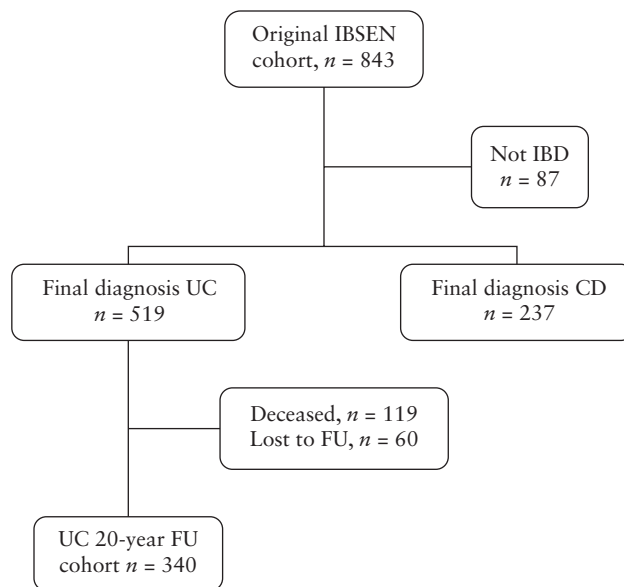 Original IBSEN
cohort, n = 843
Not IBD
n = 87
Final diagnosis UC
n = 519
Final diagnosis CD
n = 237
Deceased, n = 119
Lost to FU, n = 60
UC 20-year FU
cohort n = 340